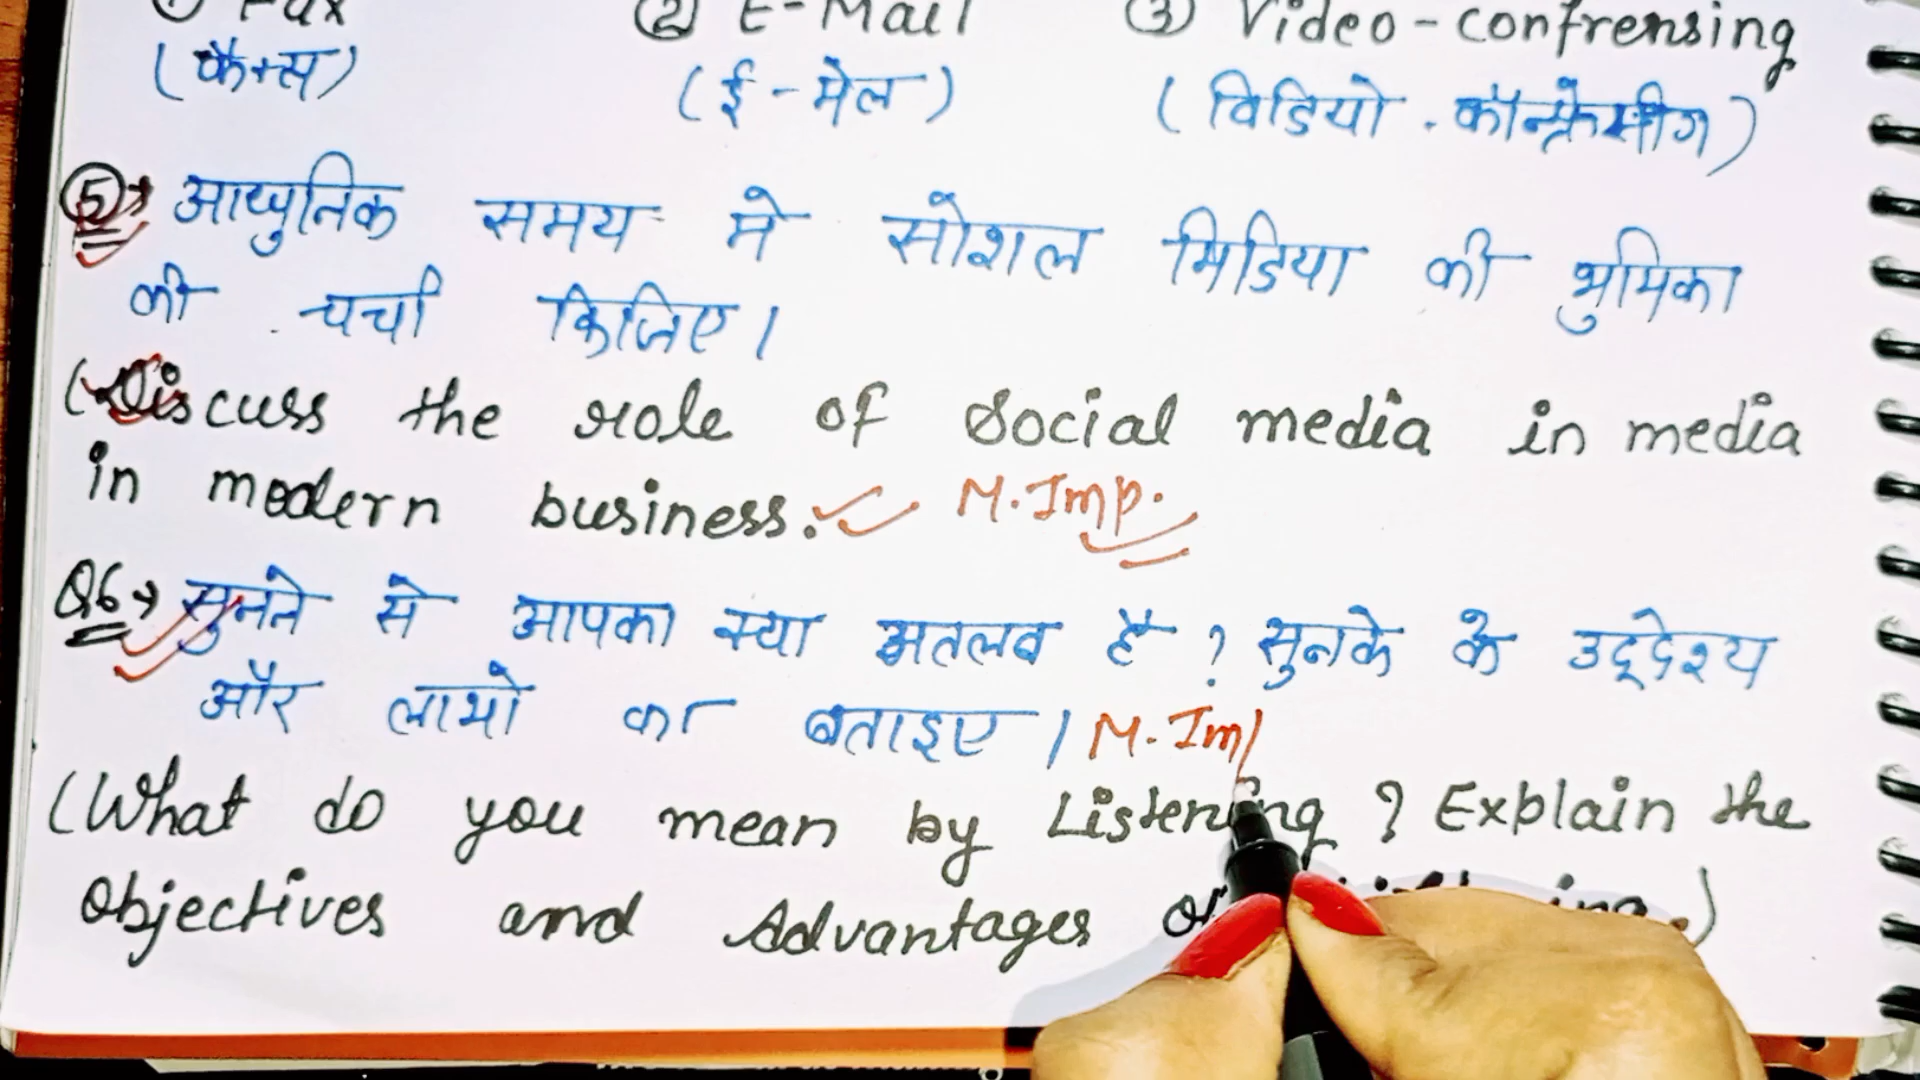 ① Fax ② E-Mail ③ Video-confrensing
(फैक्स) (ई-मेल) (विडियो . कॉन्फ्रेसींग)
⑤→ आधुनिक समय मे सोशल मिडिया की भुमिका
की चर्चा किजिए।
(Discuss the role of Social media in media
in modern business. M.Imp.
Q6→ सुनने से आपका क्या मतलब है ? सुनके के उद्देश्य
और लाभो का बताइए। M.Im
(What do you mean by Listening ? Explain the
Objectives and Advantages of